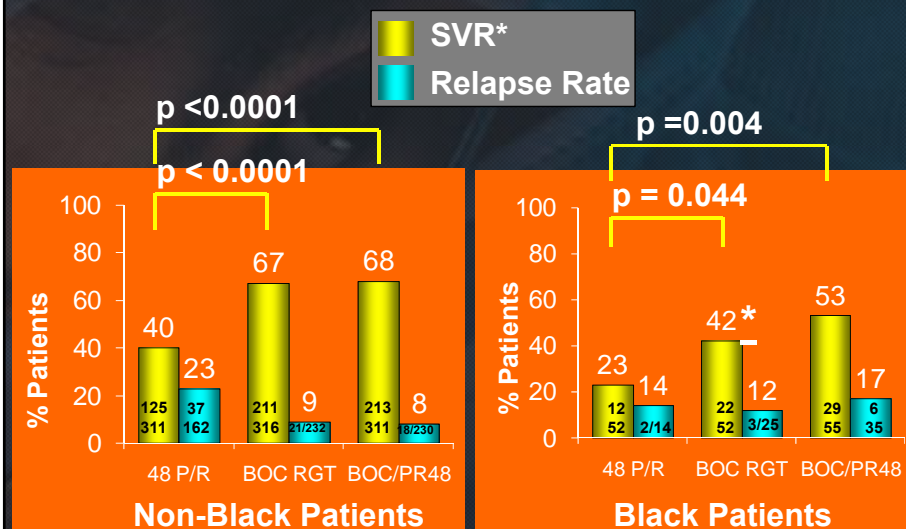 SVR*
Relapse Rate
p <0.0001
p < 0.0001
100
80
60
40
20
0
% Patients
40
23
67
9
68
8
125
311
37
162
211
316
21/232
213
311
18/230
48 P/R
BOC RGT
BOC/PR48
Non-Black Patients
p =0.004
p = 0.044
100
80
60
40
20
0
% Patients
23
14
42*
12
53
17
12
52
2/14
22
52
3/25
29
55
6
35
48 P/R
BOC RGT
BOC/PR48
Black Patients